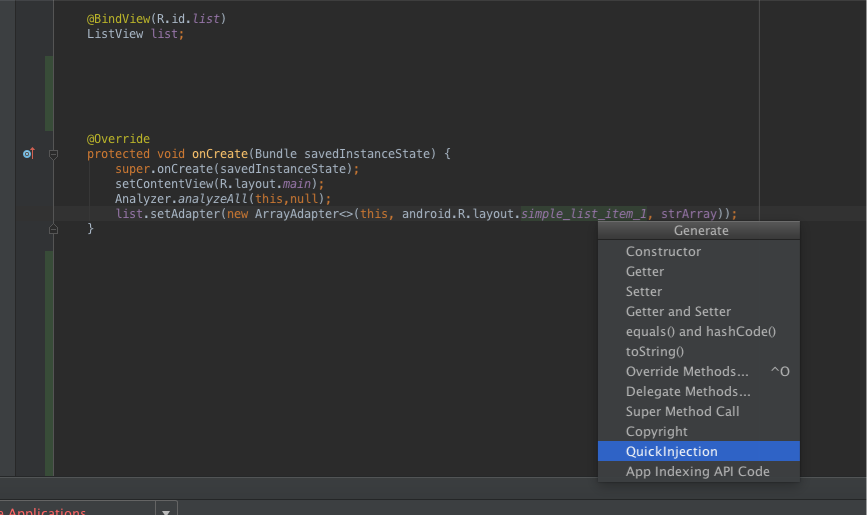 @BindView(R.id.list)
ListView list;
@Override
protected void onCreate(Bundle savedInstanceState) {
super.onCreate(savedInstanceState);
setContentView(R.layout.main);
Analyzer.analyzeAll(this,null);
list.setAdapter(new ArrayAdapter<>(this, android.R.layout.simple_list_item_1, strArray));
}
Generate
Constructor
Getter
Setter
Getter and Setter
equals() and hashCode()
toString()
Override Methods... ^O
Delegate Methods...
Super Method Call
Copyright
QuickInjection
App Indexing API Code
Applications